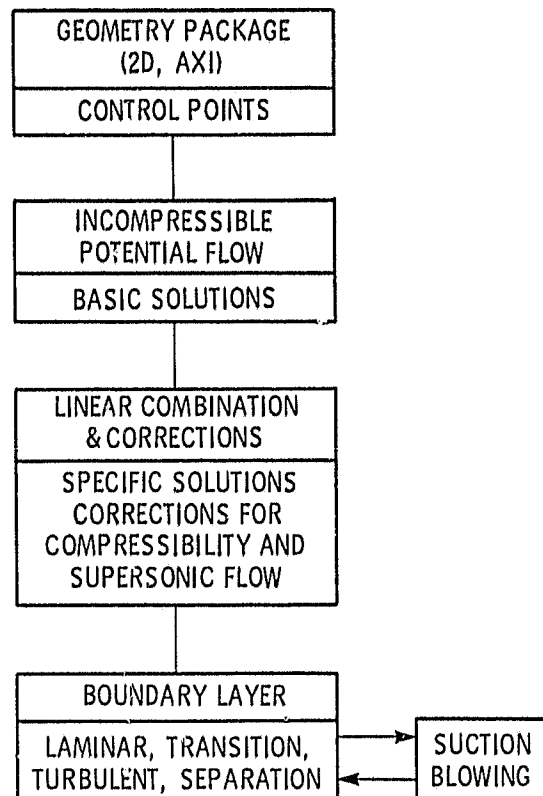 GEOMETRY PACKAGE
(2D, AXI)
CONTROL POINTS
INCOMPRESSIBLE
POTENTIAL FLOW
BASIC SOLUTIONS
LINEAR COMBINATION
& CORRECTIONS
SPECIFIC SOLUTIONS
CORRECTIONS FOR
COMPRESSIBILITY AND
SUPERSONIC FLOW
BOUNDARY LAYER
LAMINAR, TRANSITION,
TURBULENT, SEPARATION
SUCTION
BLOWING